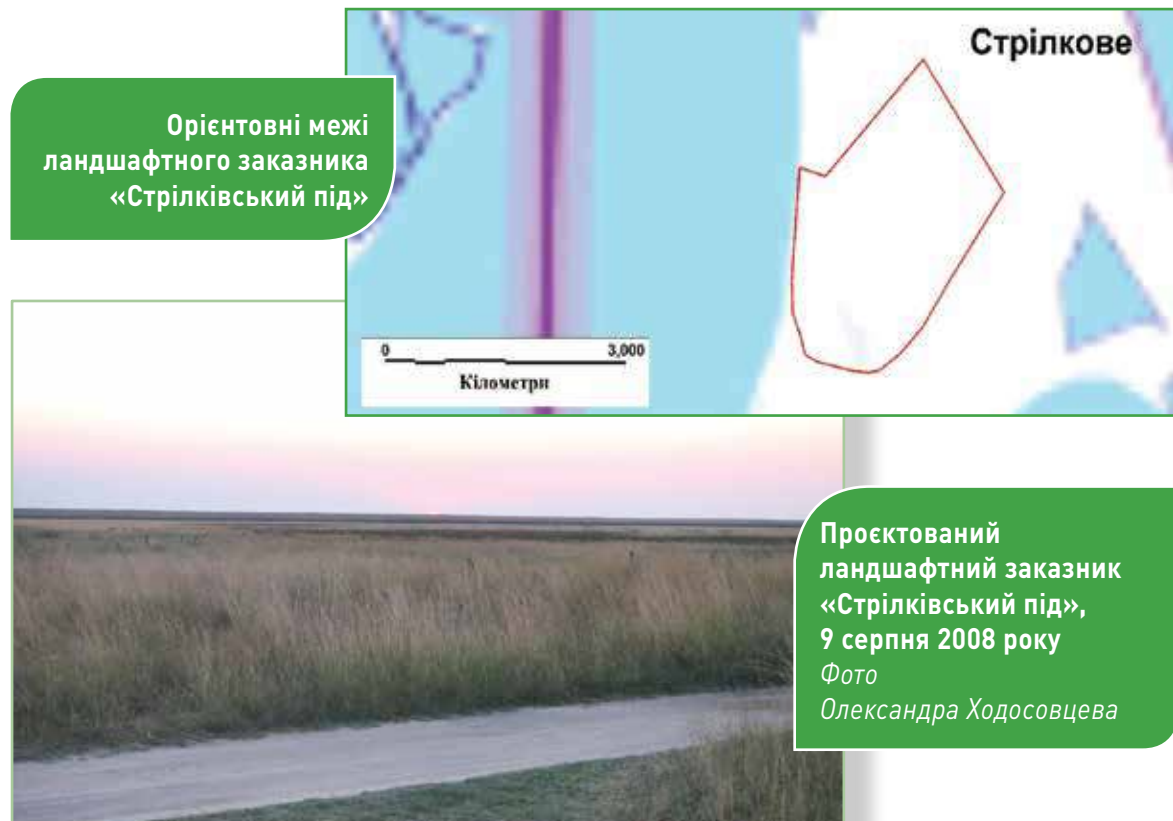 Орієнтовні межі
ландшафтного заказника
«Стрілківський під»
Стрілкове
0 3,000
Кілометри
Проєктований
ландшафтний заказник
«Стрілківський під»,
9 серпня 2008 року
Фото
Олександра Ходосовцева